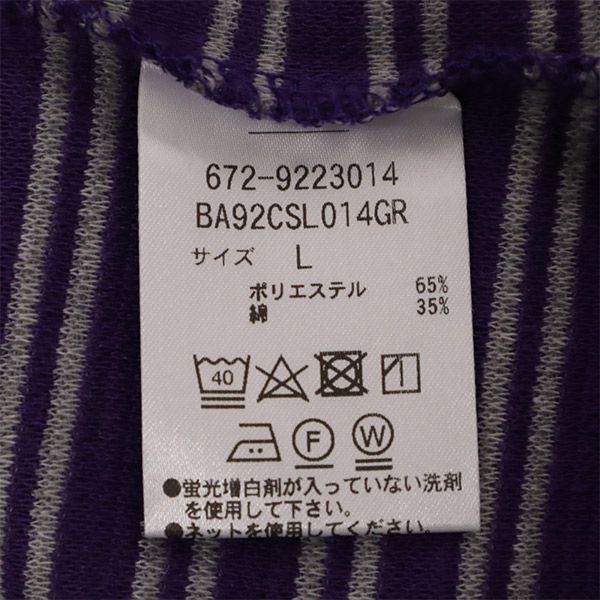 672-9223014
BA92CSL014GR
サイズ L
ポリエステル 65%
綿 35%
40
F W
●蛍光増白剤が入っていない洗剤
を使用して下さい。
●ネットを使用してください。